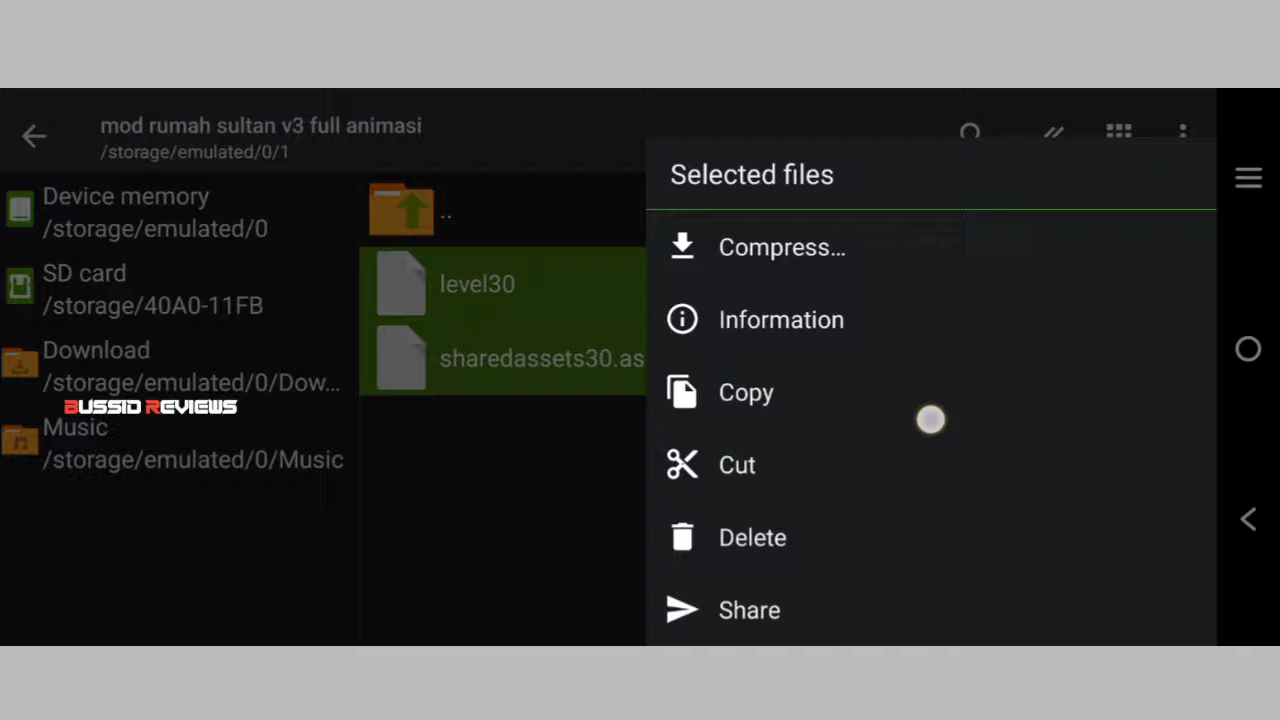 mod rumah sultan v3 full animasi
/storage/emulated/0/1
Device memory
/storage/emulated/0
SD card
/storage/40A0-11FB
Download
/storage/emulated/0/Dow...
BUSSID REVIEWS
Music
/storage/emulated/0/Music
..
level30
sharedassets30.as
Selected files
Compress...
Information
Copy
Cut
Delete
Share